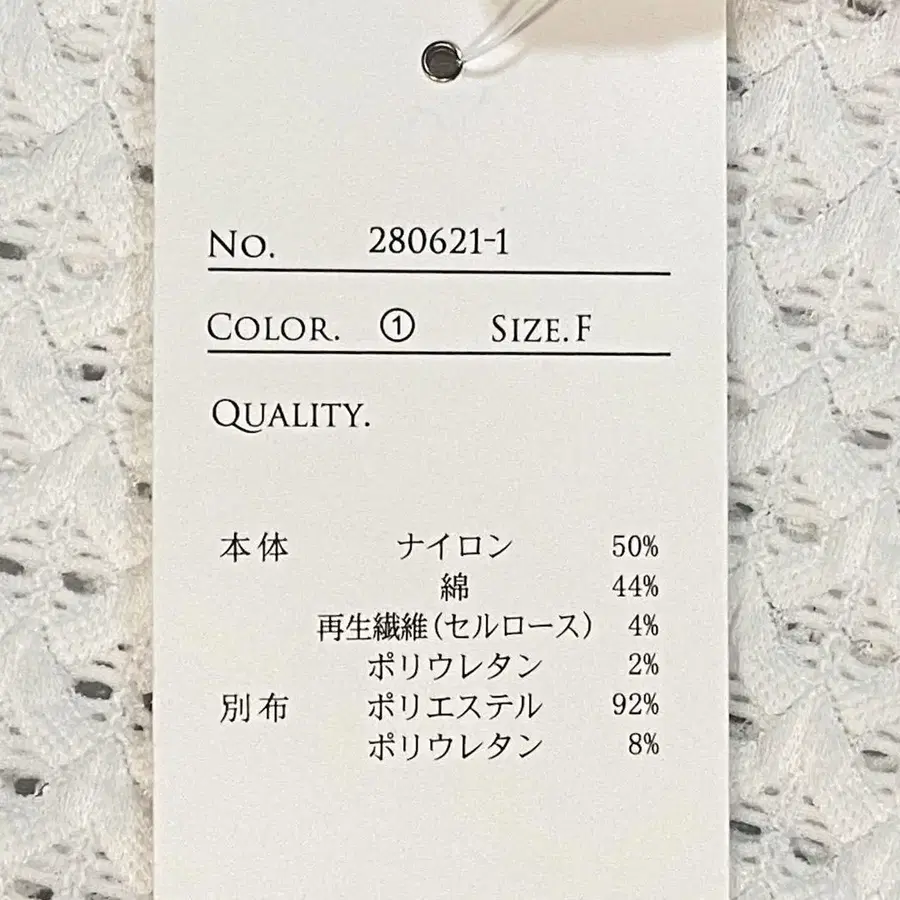 No. 280621-1
COLOR. ① SIZE.F
QUALITY.
本体 ナイロン 50%
綿 44%
再生繊維(セルロース) 4%
ポリウレタン 2%
別布 ポリエステル 92%
ポリウレタン 8%